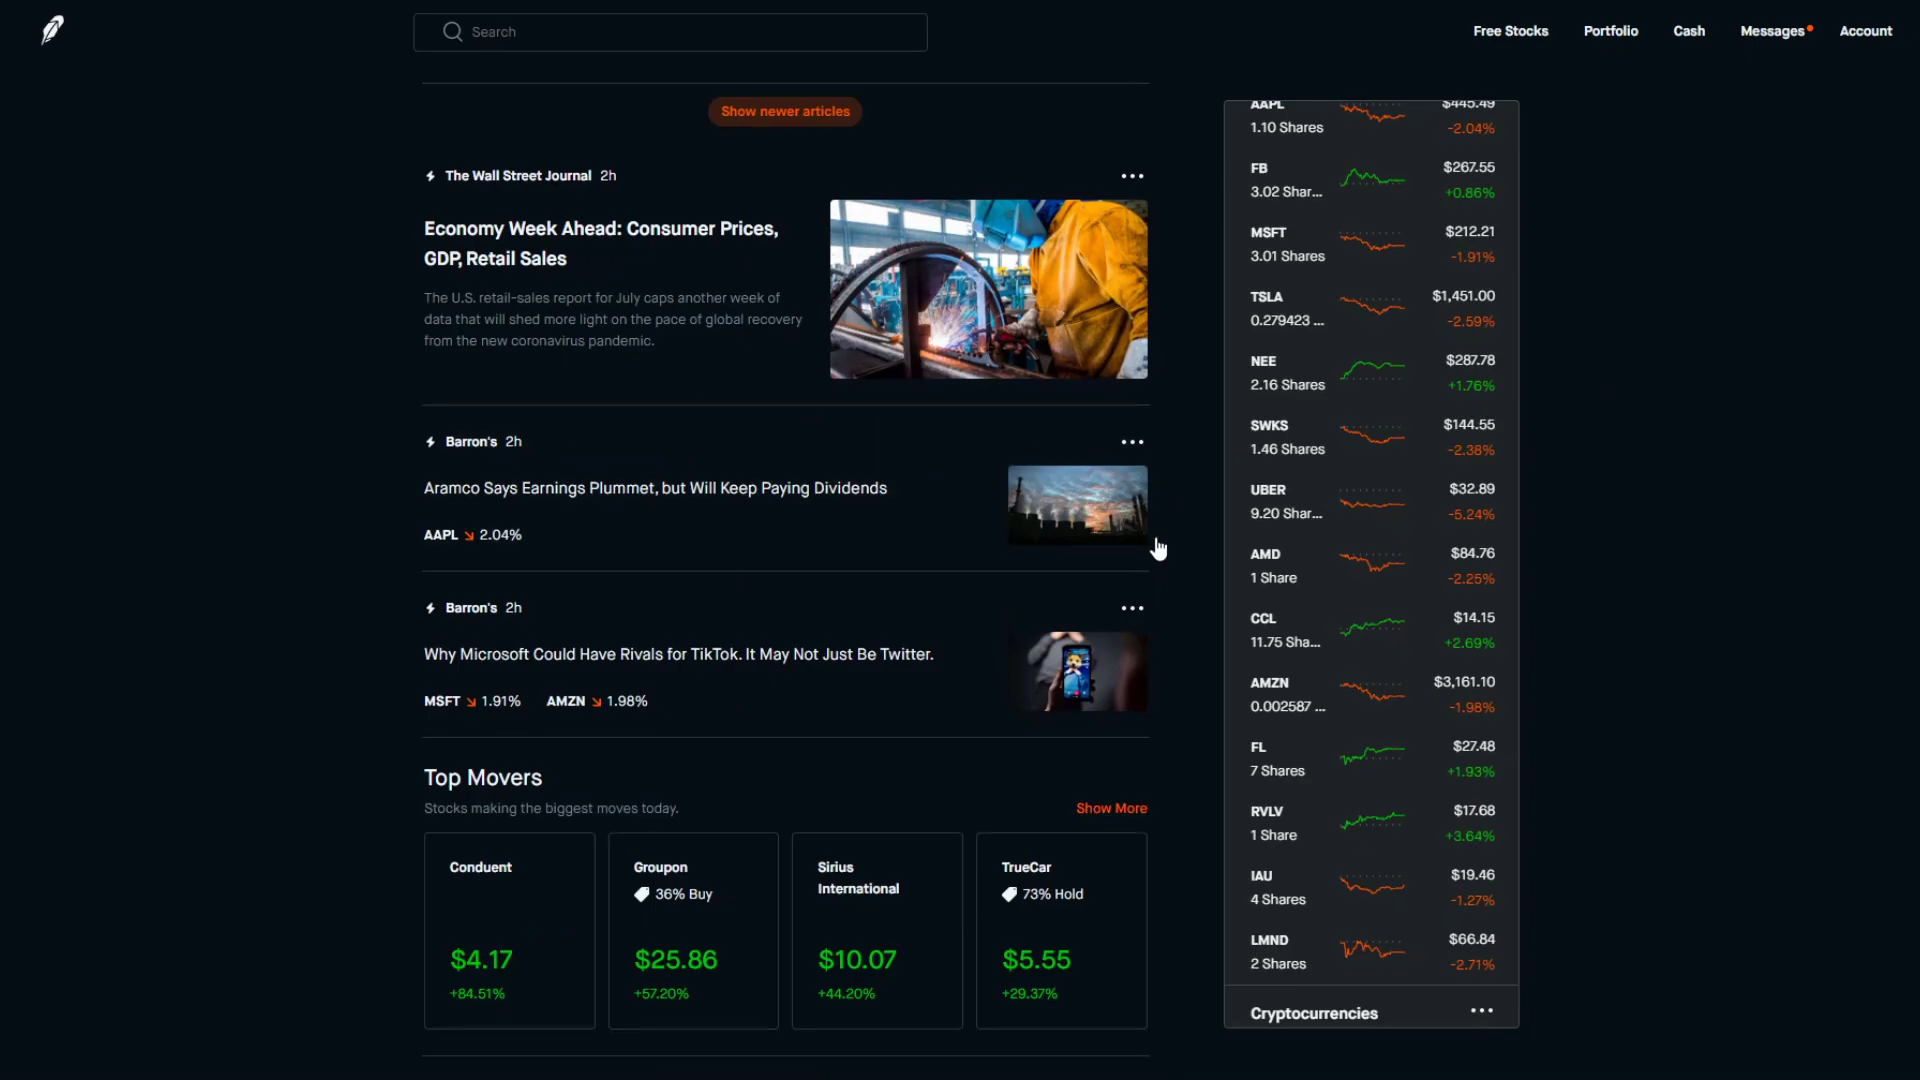 Search
Free Stocks
Portfolio
Cash
Messages
Account
Show newer articles
The Wall Street Journal 2h
Economy Week Ahead: Consumer Prices,
GDP, Retail Sales
The U.S. retail-sales report for July caps another week of
data that will shed more light on the pace of global recovery
from the new coronavirus pandemic.
Barron's 2h
Aramco Says Earnings Plummet, but Will Keep Paying Dividends
AAPL 2.04%
Barron's 2h
Why Microsoft Could Have Rivals for TikTok. It May Not Just Be Twitter.
MSFT 1.91% AMZN 1.98%
Top Movers
Stocks making the biggest moves today.
Show More
Conduent
$4.17
+84.51%
Groupon
36% Buy
$25.86
+57.20%
Sirius
International
$10.07
+44.20%
TrueCar
73% Hold
$5.55
+29.37%
AAPL $445.49
1.10 Shares -2.04%
FB $267.55
3.02 Shar... +0.86%
MSFT $212.21
3.01 Shares -1.91%
TSLA $1,451.00
0.279423 ... -2.59%
NEE $287.78
2.16 Shares +1.76%
SWKS $144.55
1.46 Shares -2.38%
UBER $32.89
9.20 Shar... -5.24%
AMD $84.76
1 Share -2.25%
CCL $14.15
11.75 Sha... +2.69%
AMZN $3,161.10
0.002587 ... -1.98%
FL $27.48
7 Shares +1.93%
RVLV $17.68
1 Share +3.64%
IAU $19.46
4 Shares -1.27%
LMND $66.84
2 Shares -2.71%
Cryptocurrencies